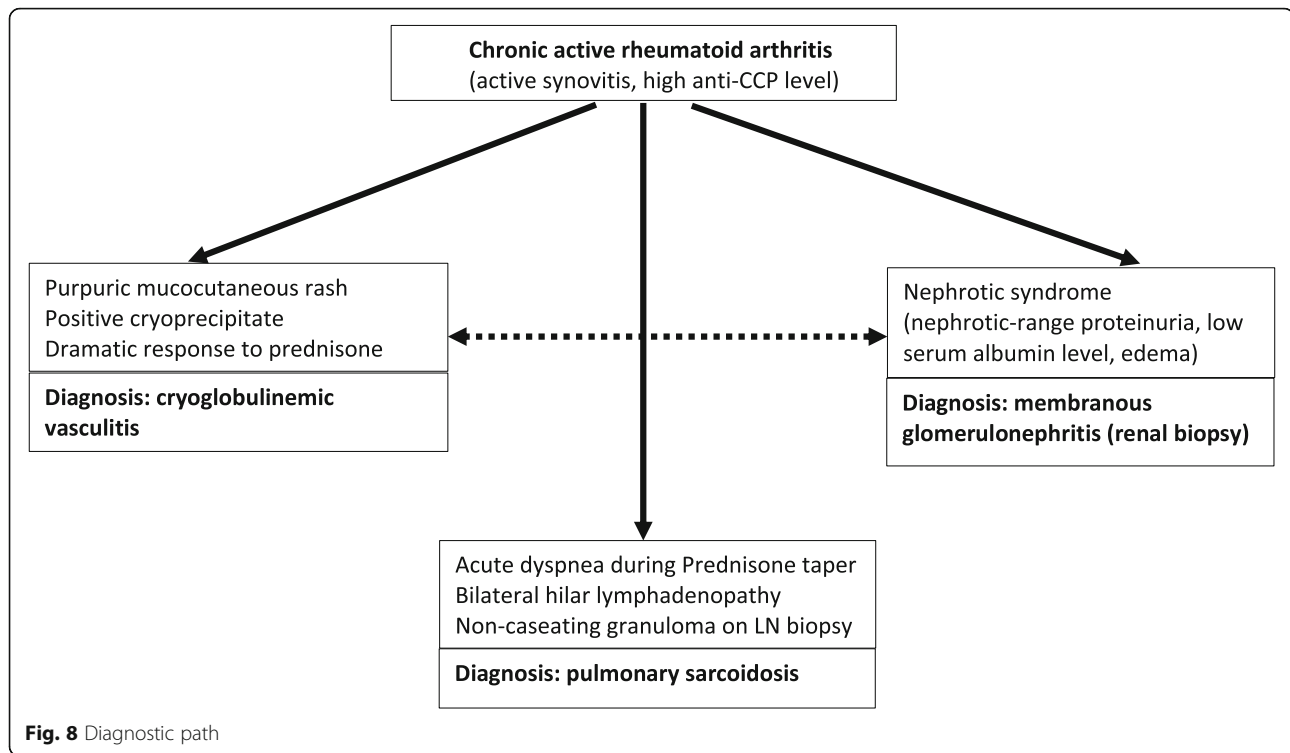 Chronic active rheumatoid arthritis
(active synovitis, high anti-CCP level)
Purpuric mucocutaneous rash
Positive cryoprecipitate
Dramatic response to prednisone
Diagnosis: cryoglobulinemic
vasculitis
Nephrotic syndrome
(nephrotic-range proteinuria, low
serum albumin level, edema)
Diagnosis: membranous
glomerulonephritis (renal biopsy)
Acute dyspnea during Prednisone taper
Bilateral hilar lymphadenopathy
Non-caseating granuloma on LN biopsy
Diagnosis: pulmonary sarcoidosis
Fig. 8 Diagnostic path